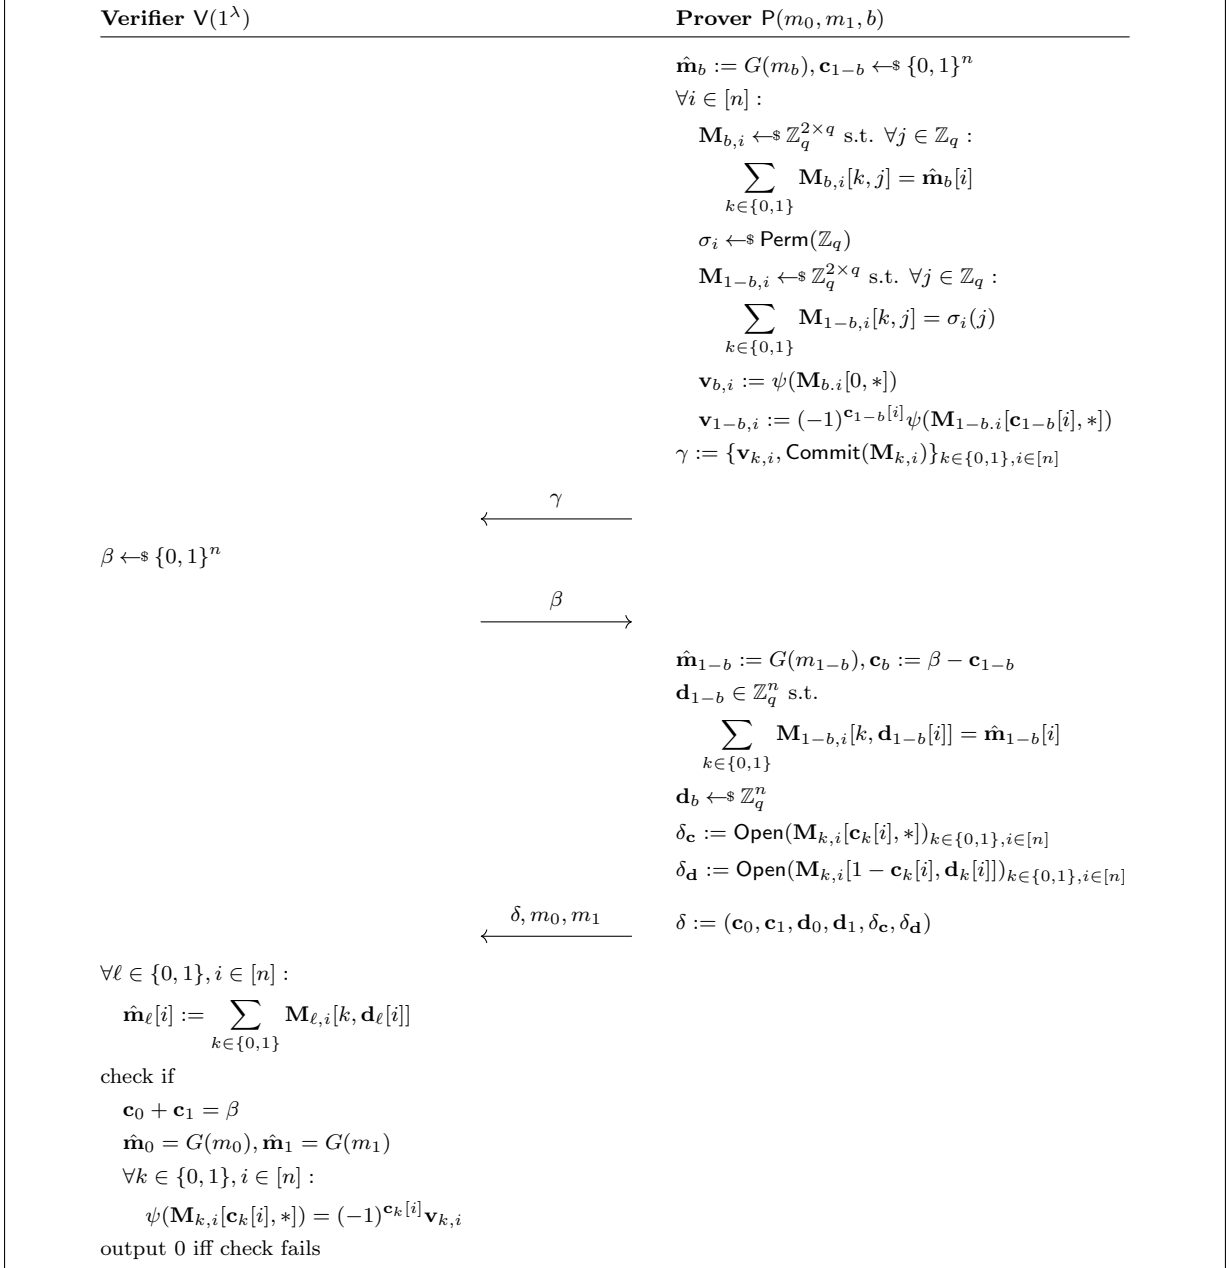 Verifier V(1^λ) Prover P(m_0, m_1, b)
m̂_b := G(m_b), c_{1−b} ←$ {0, 1}^n
∀i ∈ [n] :
M_{b,i} ←$ ℤ_q^{2×q} s.t. ∀j ∈ ℤ_q :
∑_{k∈{0,1}} M_{b,i}[k, j] = m̂_b[i]
σ_i ←$ Perm(ℤ_q)
M_{1−b,i} ←$ ℤ_q^{2×q} s.t. ∀j ∈ ℤ_q :
∑_{k∈{0,1}} M_{1−b,i}[k, j] = σ_i(j)
v_{b,i} := ψ(M_{b.i}[0, ∗])
v_{1−b,i} := (−1)^{c_{1−b}[i]} ψ(M_{1−b.i}[c_{1−b}[i], ∗])
γ := {v_{k,i}, Commit(M_{k,i})}_{k∈{0,1},i∈[n]}
γ
β ←$ {0, 1}^n
β
m̂_{1−b} := G(m_{1−b}), c_b := β − c_{1−b}
d_{1−b} ∈ ℤ_q^n s.t.
∑_{k∈{0,1}} M_{1−b,i}[k, d_{1−b}[i]] = m̂_{1−b}[i]
d_b ←$ ℤ_q^n
δ_c := Open(M_{k,i}[c_k[i], ∗])_{k∈{0,1},i∈[n]}
δ_d := Open(M_{k,i}[1 − c_k[i], d_k[i]])_{k∈{0,1},i∈[n]}
δ, m_0, m_1 δ := (c_0, c_1, d_0, d_1, δ_c, δ_d)
∀ℓ ∈ {0, 1}, i ∈ [n] :
m̂_ℓ[i] := ∑_{k∈{0,1}} M_{ℓ,i}[k, d_ℓ[i]]
check if
c_0 + c_1 = β
m̂_0 = G(m_0), m̂_1 = G(m_1)
∀k ∈ {0, 1}, i ∈ [n] :
ψ(M_{k,i}[c_k[i], ∗]) = (−1)^{c_k[i]} v_{k,i}
output 0 iff check fails